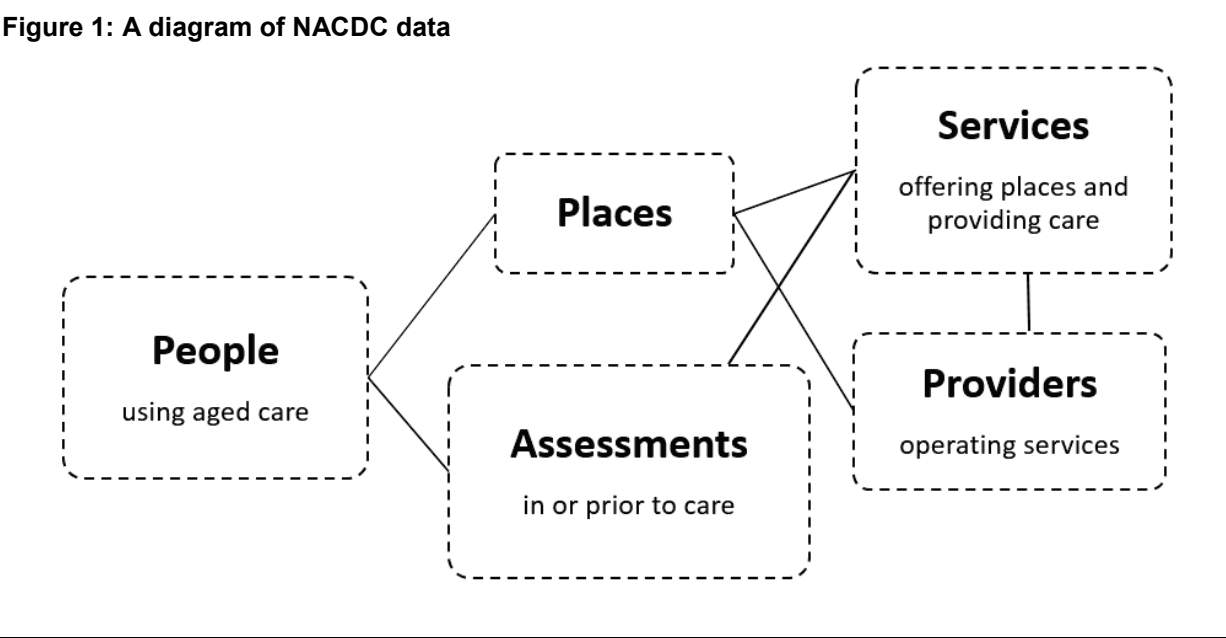 Figure 1: A diagram of NACDC data
Services
offering places and
providing care
Places
People
using aged care
Providers
operating services
Assessments
in or prior to care